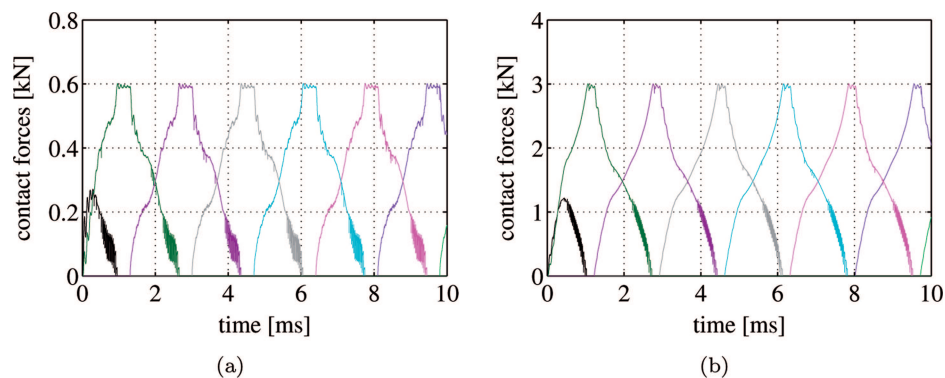 0.8
0.6
0.4
0.2
0
contact forces [kN]
0 2 4 6 8 10
time [ms]
(a)
4
3
2
1
0
contact forces [kN]
0 2 4 6 8 10
time [ms]
(b)